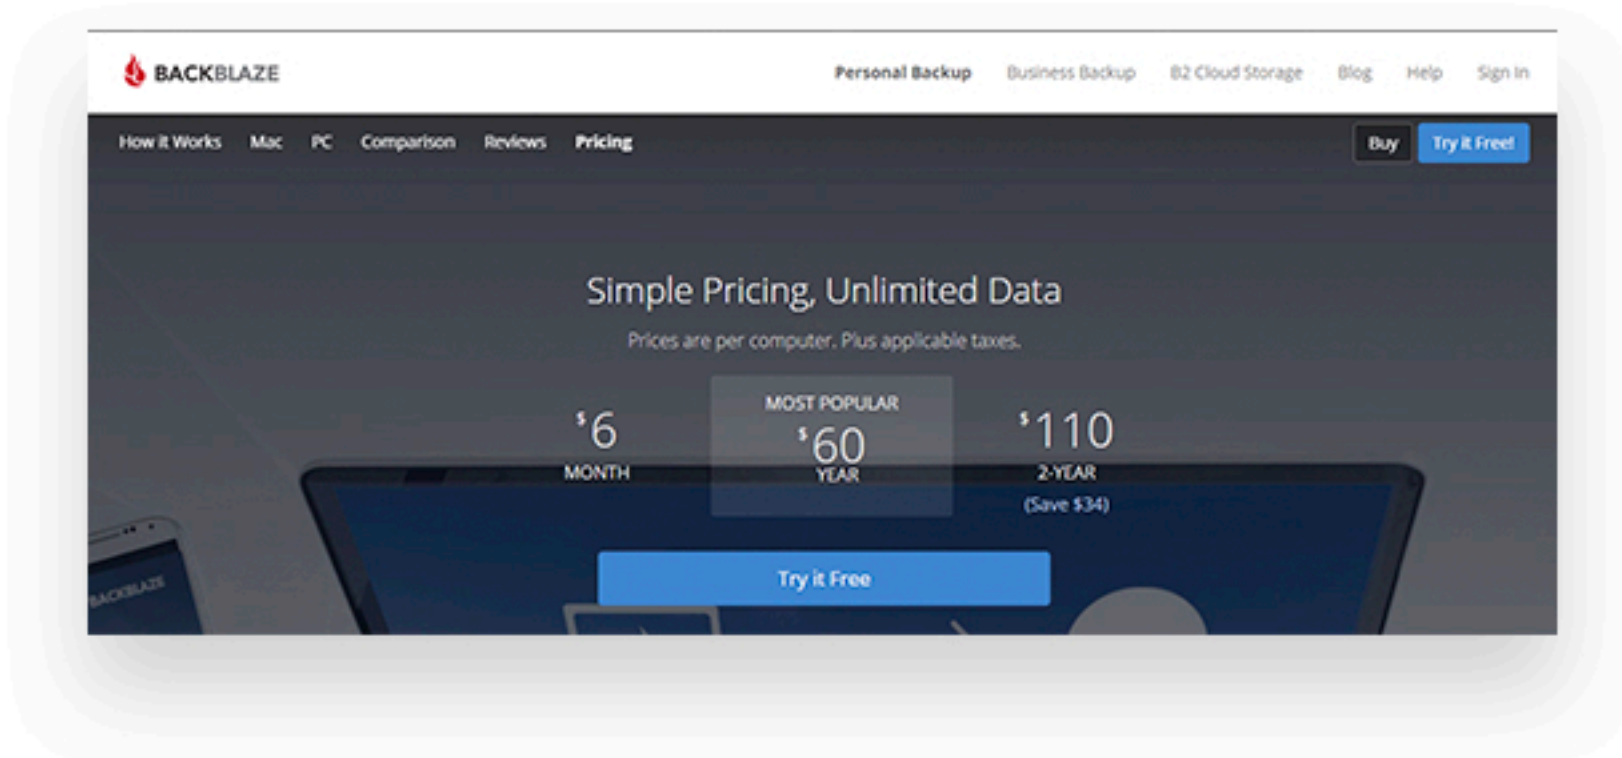 BACKBLAZE
Personal Backup Business Backup B2 Cloud Storage Blog Help Sign In
How it Works Mac PC Comparison Reviews Pricing Buy Try it Free!
Simple Pricing, Unlimited Data
Prices are per computer. Plus applicable taxes.
$6
MONTH
MOST POPULAR
$60
YEAR
$110
2-YEAR
(Save $34)
Try it Free
BACKBLAZE